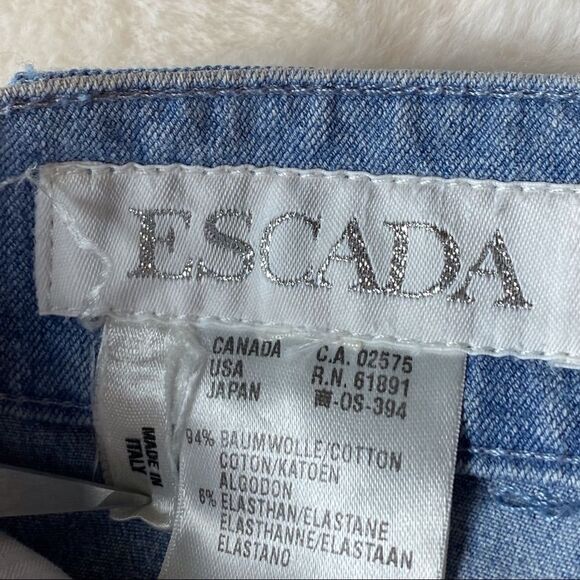 ESCADA
CANADA C.A. 02575
USA R.N. 61891
JAPAN 商-OS-394
94% BAUMWOLLE/COTTON
COTON/KATOEN
ALGODON
6% ELASTHAN/ELASTANE
ELASTHANNE/ELASTAAN
ELASTANO
MADE IN
ITALY